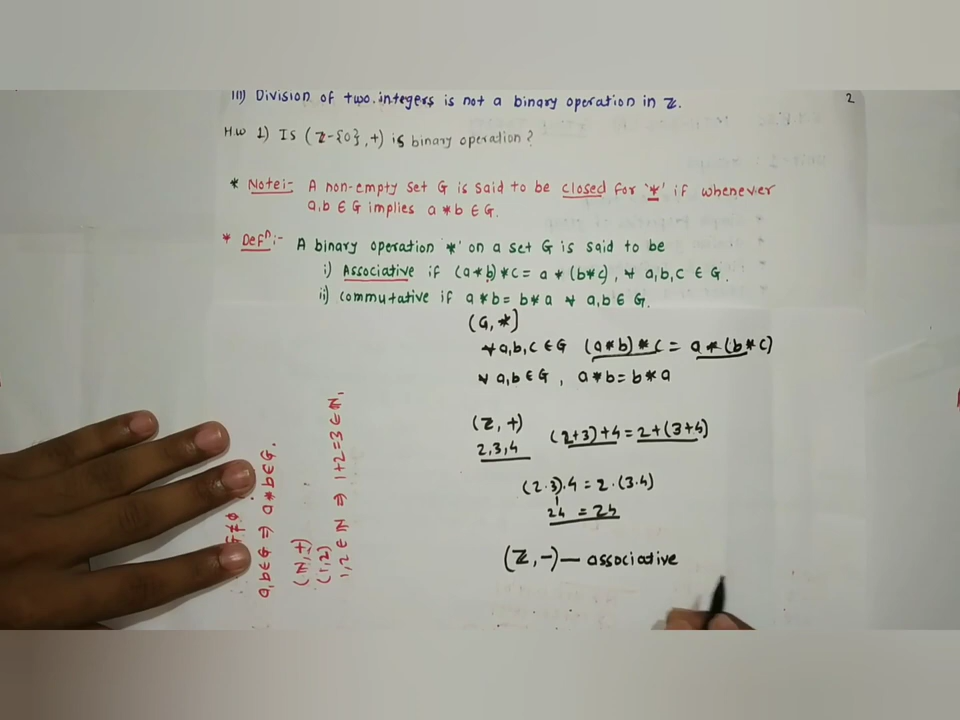 III) Division of two integers is not a binary operation in Z. 2
H.W 1) Is (Z-{0}, +) is binary operation?
* Note:- A non-empty set G is said to be closed for '*' if whenever
a,b ∈ G implies a * b ∈ G.
* Defⁿ:- A binary operation '*' on a set G is said to be
i) Associative if (a*b)*c = a*(b*c), ∀ a,b,c ∈ G.
ii) commutative if a*b = b*a ∀ a,b ∈ G.
(G, *)
∀ a,b,c ∈ G (a*b)*c = a*(b*c)
∀ a,b ∈ G, a*b = b*a
(Z, +)
2,3,4 (2+3)+4 = 2+(3+4)
(2·3)·4 = 2·(3·4)
24 = 24
(Z, -) — associative
a,b∈G ⇒ a*b∈G.
(N, +)
(1,2)
1,2 ∈ N ⇒ 1+2=3 ∈ N,